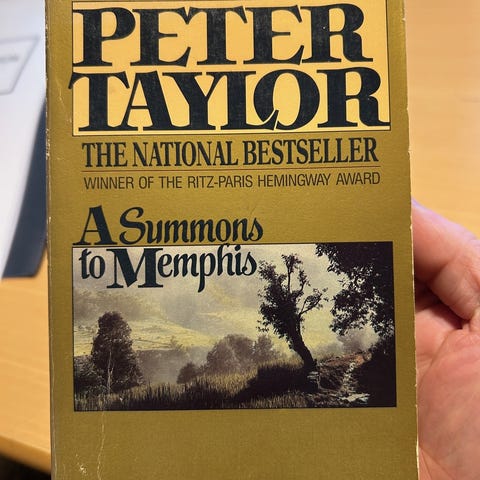 PETER
TAYLOR
THE NATIONAL BESTSELLER
WINNER OF THE RITZ-PARIS HEMINGWAY AWARD
A Summons
to Memphis